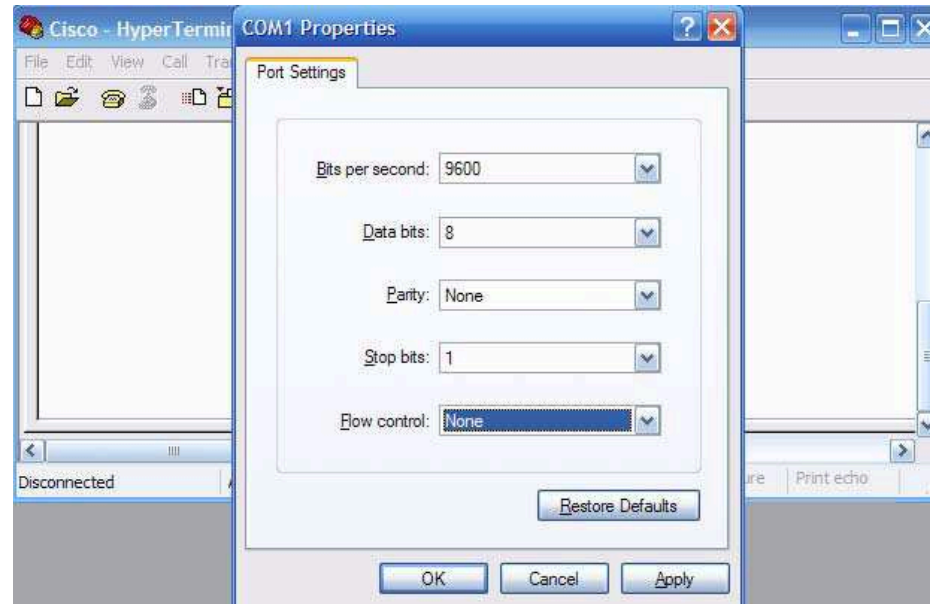 Cisco - HyperTermin
File Edit View Call Tra
COM1 Properties
Port Settings
Bits per second: 9600
Data bits: 8
Parity: None
Stop bits: 1
Flow control: None
Restore Defaults
OK Cancel Apply
Disconnected
ure Print echo